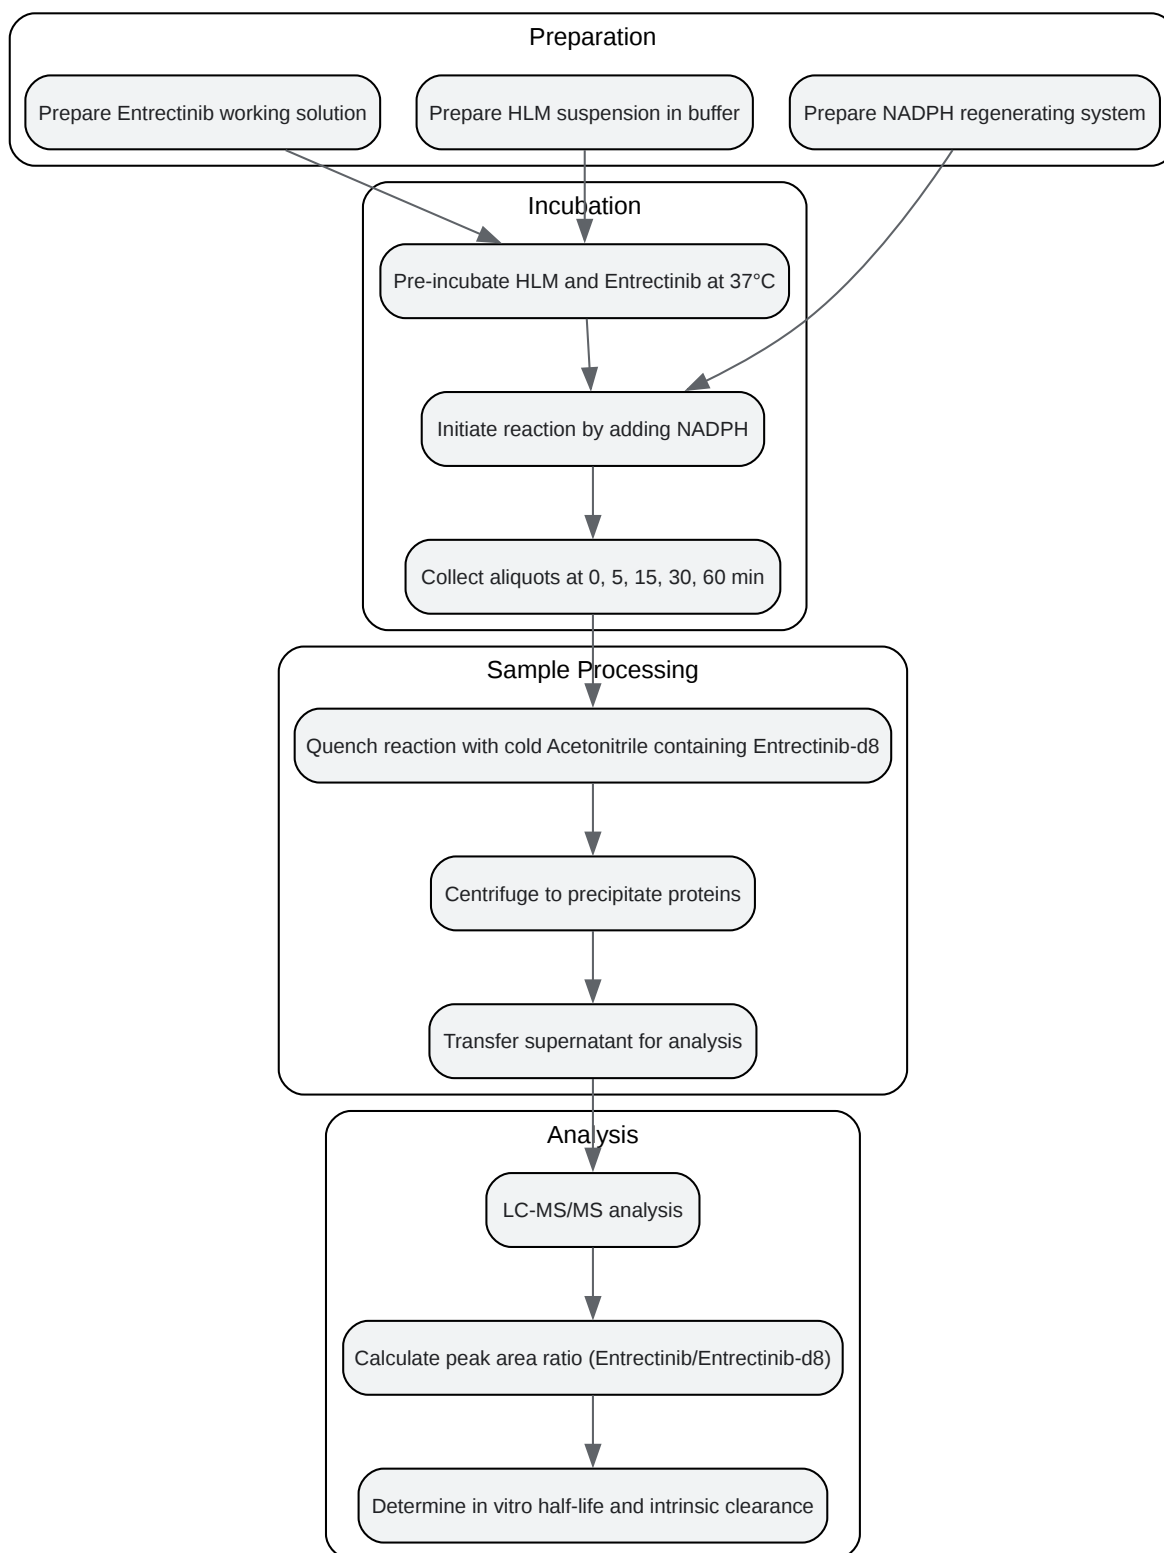 Preparation
Prepare Entrectinib working solution
Prepare HLM suspension in buffer
Prepare NADPH regenerating system
Incubation
Pre-incubate HLM and Entrectinib at 37°C
Initiate reaction by adding NADPH
Collect aliquots at 0, 5, 15, 30, 60 min
Sample Processing
Quench reaction with cold Acetonitrile containing Entrectinib-d8
Centrifuge to precipitate proteins
Transfer supernatant for analysis
Analysis
LC-MS/MS analysis
Calculate peak area ratio (Entrectinib/Entrectinib-d8)
Determine in vitro half-life and intrinsic clearance